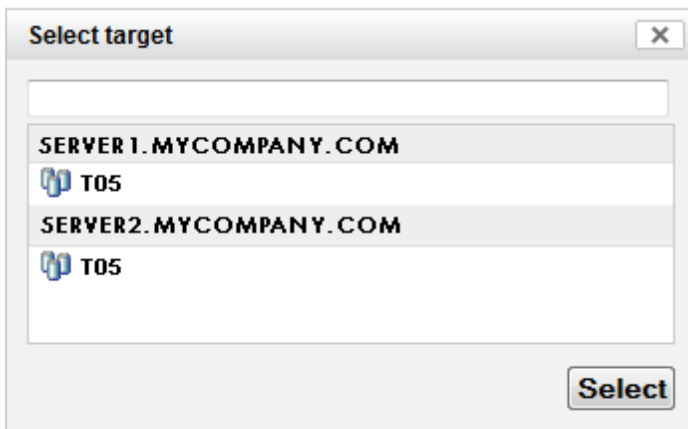 Select target
SERVER1.MYCOMPANY.COM
T05
SERVER2.MYCOMPANY.COM
T05
Select